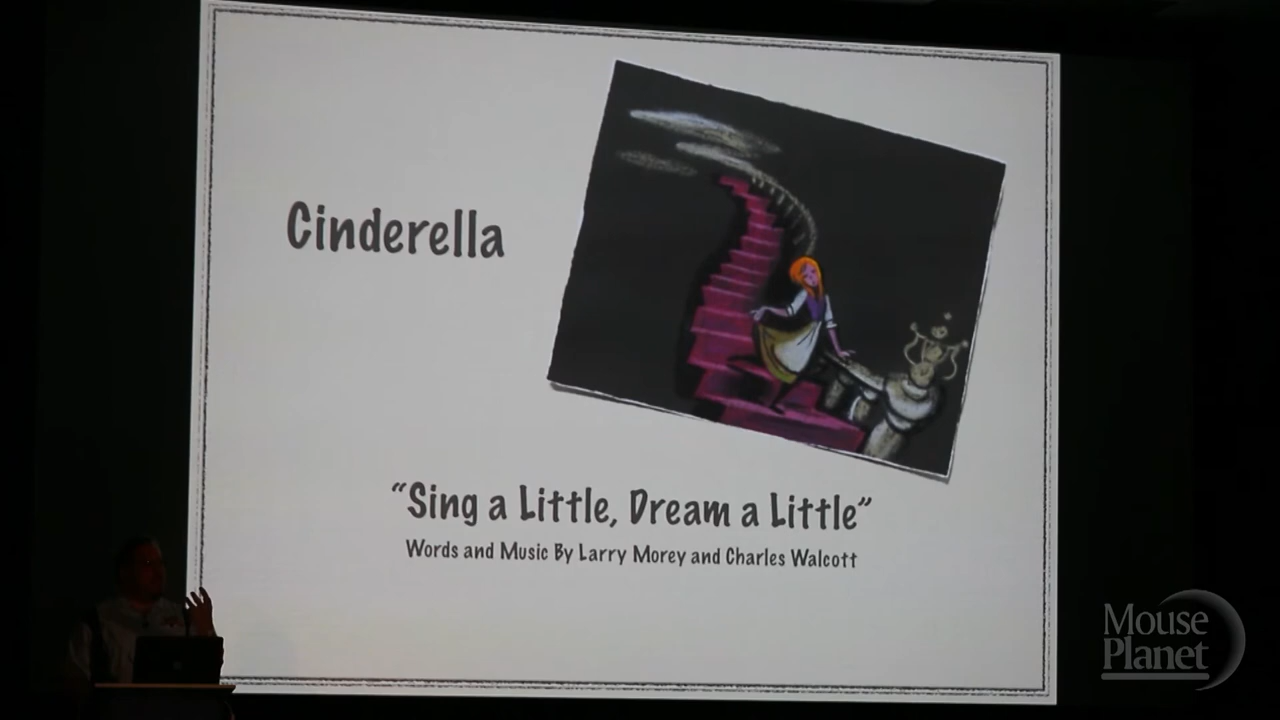 Cinderella
“Sing a Little, Dream a Little”
Words and Music By Larry Morey and Charles Walcott
Mouse
Planet